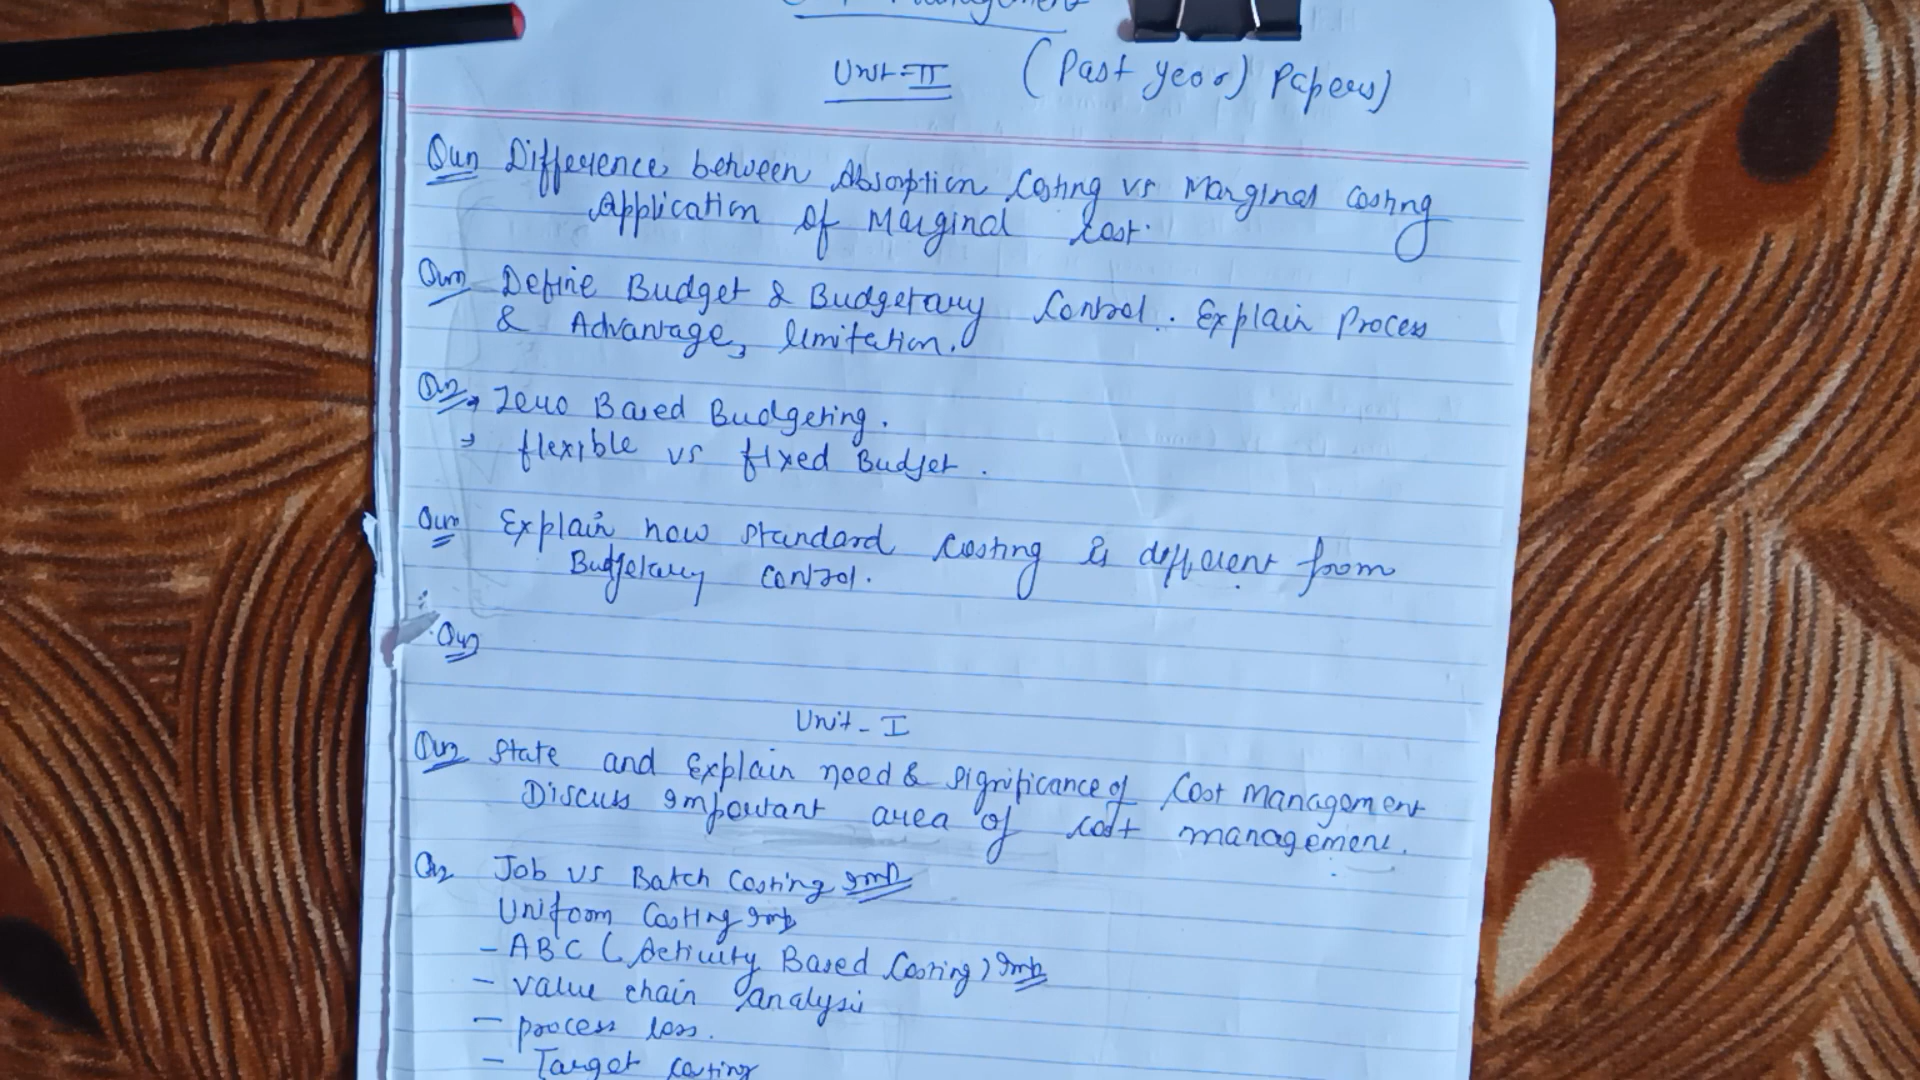 Management
Unit-II (Past year) Papers)
Qun Difference between Absorption Costing vs Marginal Costing
Application of Marginal Cost.
Qun Define Budget & Budgetary Control. Explain Process
& Advantage, limitation.
Qn → Zero Based Budgeting.
→ flexible vs fixed Budget.
Qun Explain how standard costing is different from
Budgetary control.
Qun
Unit-I
Qun State and Explain need & significance of Cost management
Discuss important area of cost management.
Qn Job vs Batch Costing Imp
Uniform Costing Imp
- ABC (Activity Based Costing) Imp
- value chain analysis
- process loss.
- Target costing